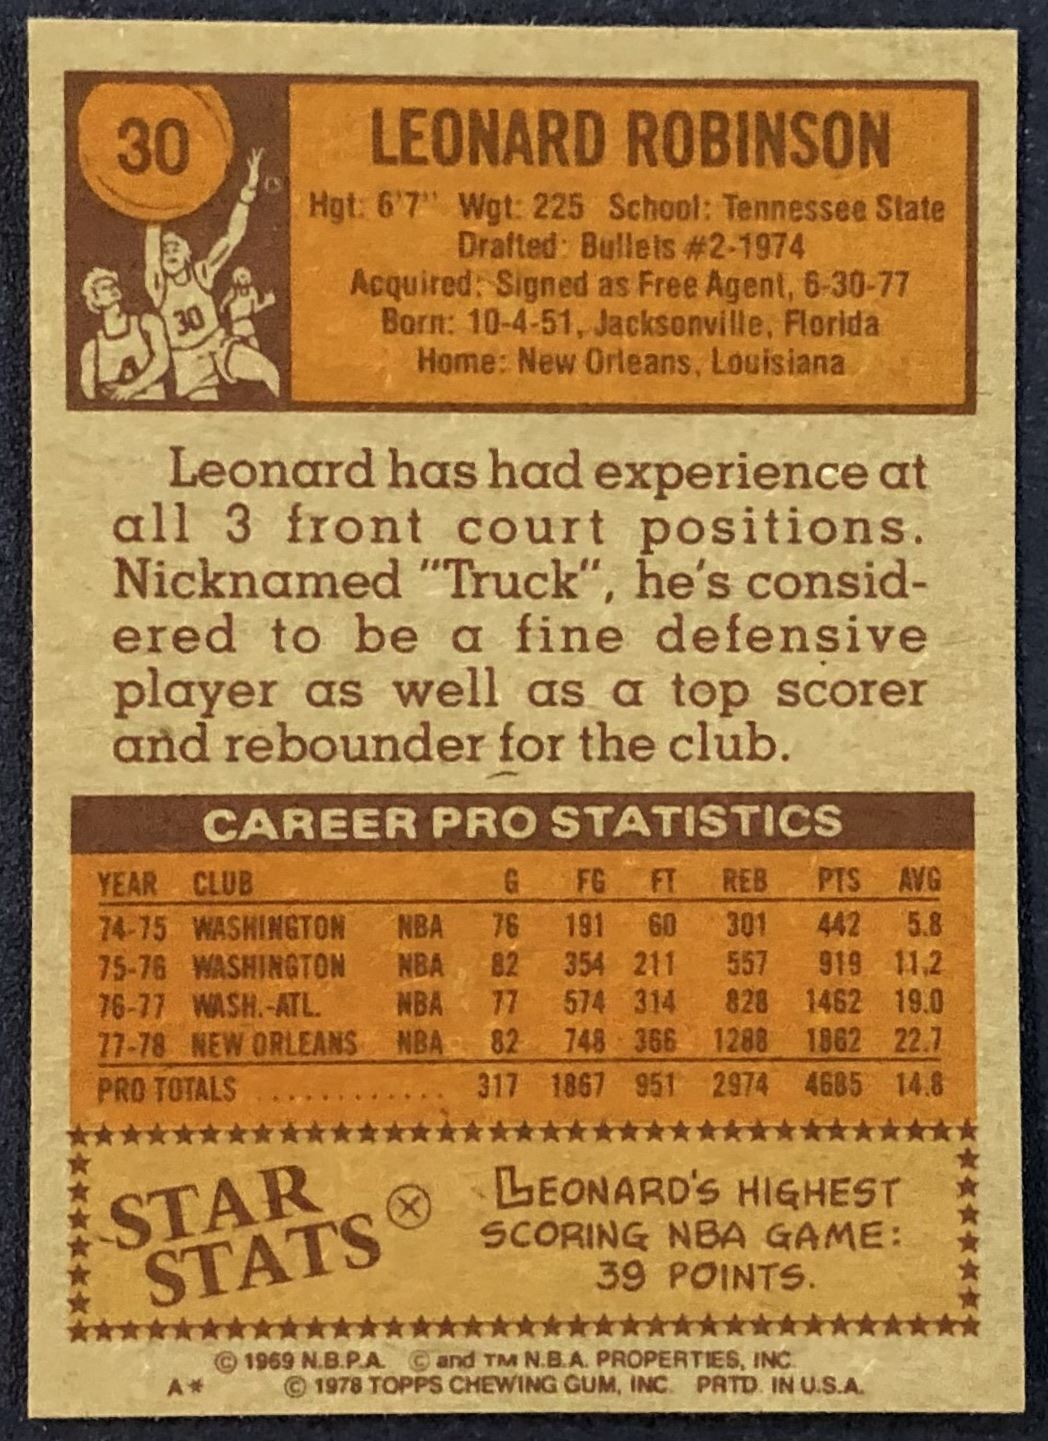 30
LEONARD ROBINSON
Hgt: 6'7" Wgt: 225 School: Tennessee State
Drafted: Bullets #2-1974
Acquired: Signed as Free Agent, 6-30-77
Born: 10-4-51, Jacksonville, Florida
Home: New Orleans, Louisiana
30
Leonard has had experience at
all 3 front court positions.
Nicknamed "Truck", he's consid-
ered to be a fine defensive
player as well as a top scorer
and rebounder for the club.
CAREER PRO STATISTICS
YEAR CLUB G FG FT REB PTS AVG
74-75 WASHINGTON NBA 76 191 60 301 442 5.8
75-76 WASHINGTON NBA 82 354 211 557 919 11.2
76-77 WASH.-ATL. NBA 77 574 314 828 1462 19.0
77-78 NEW ORLEANS NBA 82 748 366 1288 1862 22.7
PRO TOTALS ............ 317 1867 951 2974 4685 14.8
STAR
STATS
LEONARD'S HIGHEST
SCORING NBA GAME:
39 POINTS.
© 1969 N.B.P.A. © and TM N.B.A. PROPERTIES, INC.
A* © 1978 TOPPS CHEWING GUM, INC. PRTD. IN U.S.A.